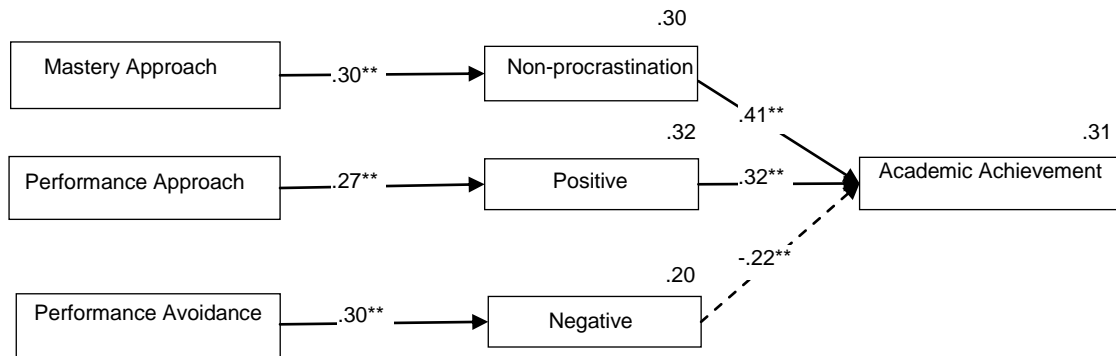 .30
Mastery Approach
.30**
Non-procrastination
.41**
.32
.31
Performance Approach
.27**
Positive
.32**
Academic Achievement
-.22**
.20
Performance Avoidance
.30**
Negative